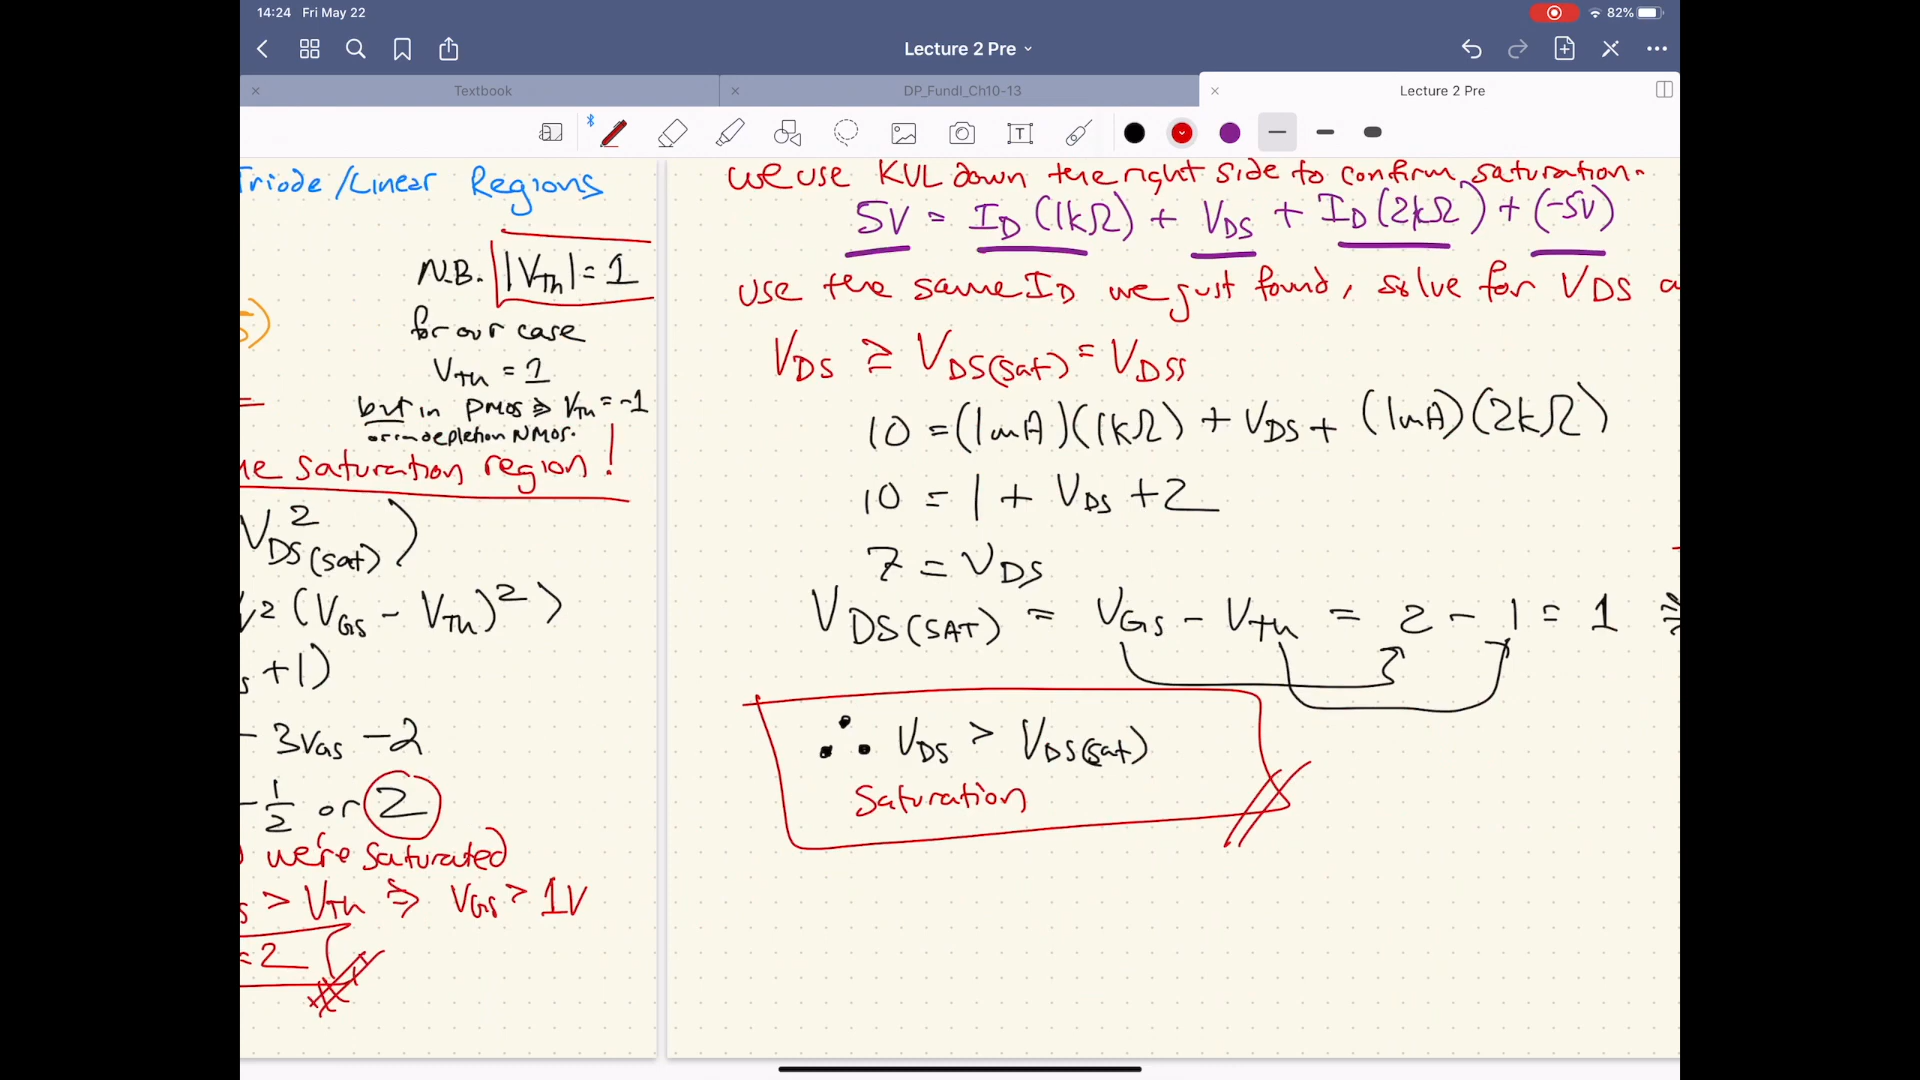 14:24 Fri May 22
82%
Lecture 2 Pre
Textbook
DP_FundI_Ch10-13
Lecture 2 Pre
T
Triode/Linear Regions
N.B. |VTh| = 1
for our case
VTh = 1
but in PMOS ⇒ VTh = -1
or in depletion NMOS.
saturation region!
V²DS(sat))
(VGS - VTh)²)
+1)
- 3VGS - 2
-1/2 or 2
we're saturated
> VTh ⇒ VGS > 1V
= 2
we use KVL down the right side to confirm saturation.
5V = ID(1kΩ) + VDS + ID(2kΩ) + (-5V)
use the same ID we just found, solve for VDS
VDS ≥ VDS(sat) = VDSS
10 = (1mA)(1kΩ) + VDS + (1mA)(2kΩ)
10 = 1 + VDS + 2
7 = VDS
VDS(SAT) = VGS - VTh = 2 - 1 = 1
∴ VDS > VDS(sat)
Saturation